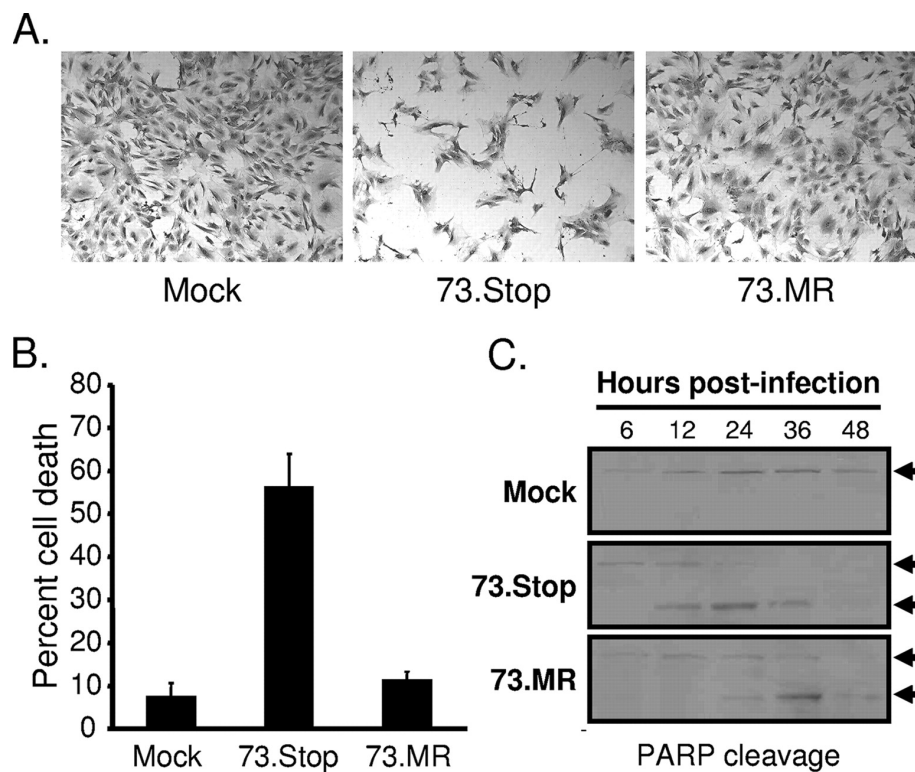 A.
Mock 73.Stop 73.MR
B.
Percent cell death
80
70
60
50
40
30
20
10
0
Mock 73.Stop 73.MR
C.
Hours post-infection
6 12 24 36 48
Mock
73.Stop
73.MR
PARP cleavage